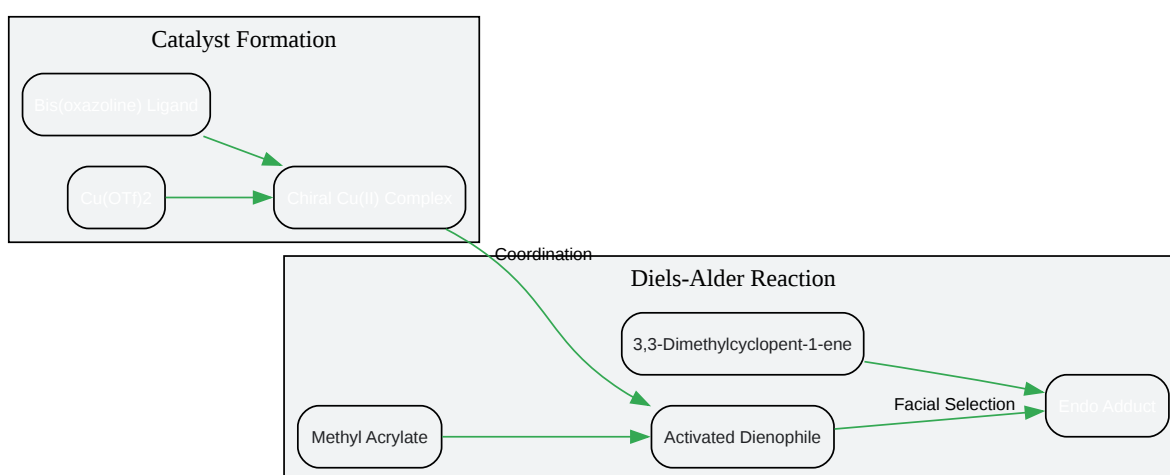 Catalyst Formation
Bis(oxazoline) Ligand
Cu(OTf)2
Chiral Cu(II) Complex
Coordination
Diels-Alder Reaction
3,3-Dimethylcyclopent-1-ene
Methyl Acrylate
Activated Dienophile
Facial Selection
Endo Adduct